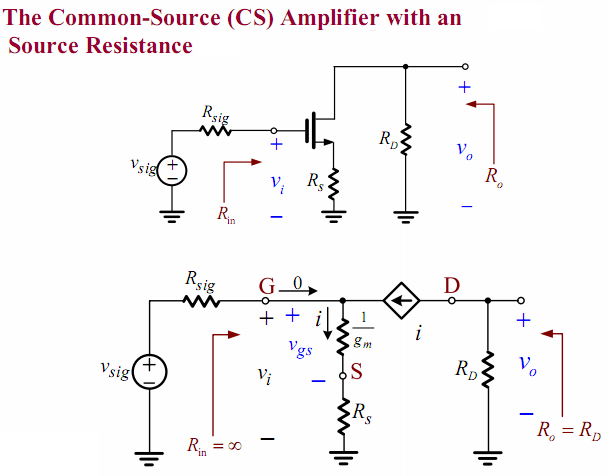 The Common-Source (CS) Amplifier with an
Source Resistance
R_sig
+
v_sig
+
R_in
v_i
−
R_s
R_D
+
v_o
−
R_o
R_sig
G 0
+ +
i
1/g_m
v_gs
−
S
v_sig
+
v_i
−
R_in = ∞
R_s
i
D
R_D
+
v_o
−
R_o = R_D